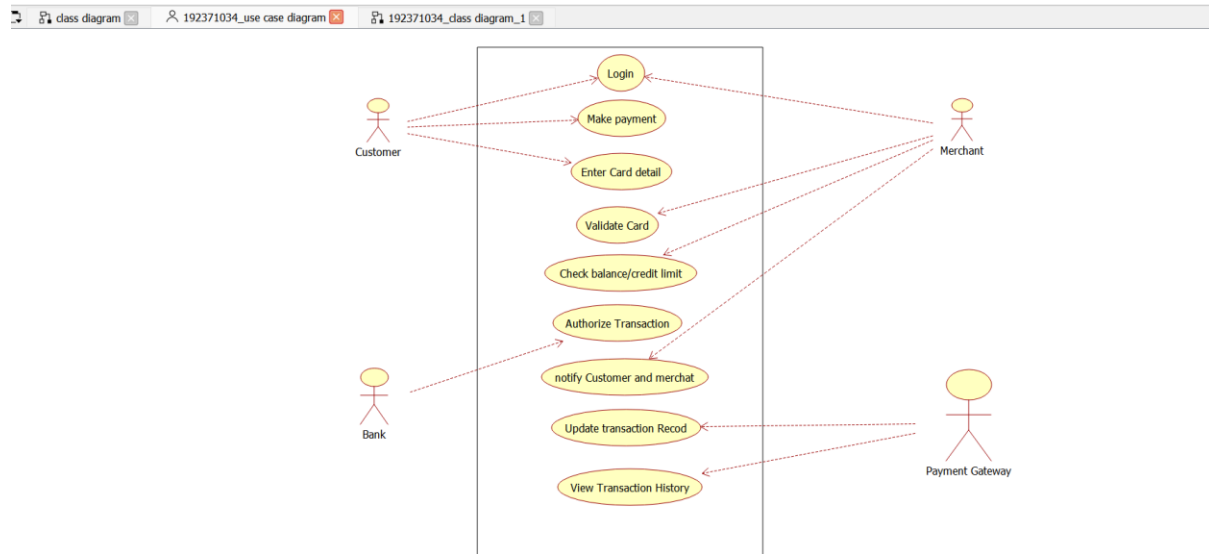 class diagram
192371034_use case diagram
192371034_class diagram_1
Login
Make payment
Customer
Merchant
Enter Card detail
Validate Card
Check balance/credit limit
Authorize Transaction
notify Customer and merchat
Bank
Update transaction Recod
Payment Gateway
View Transaction History